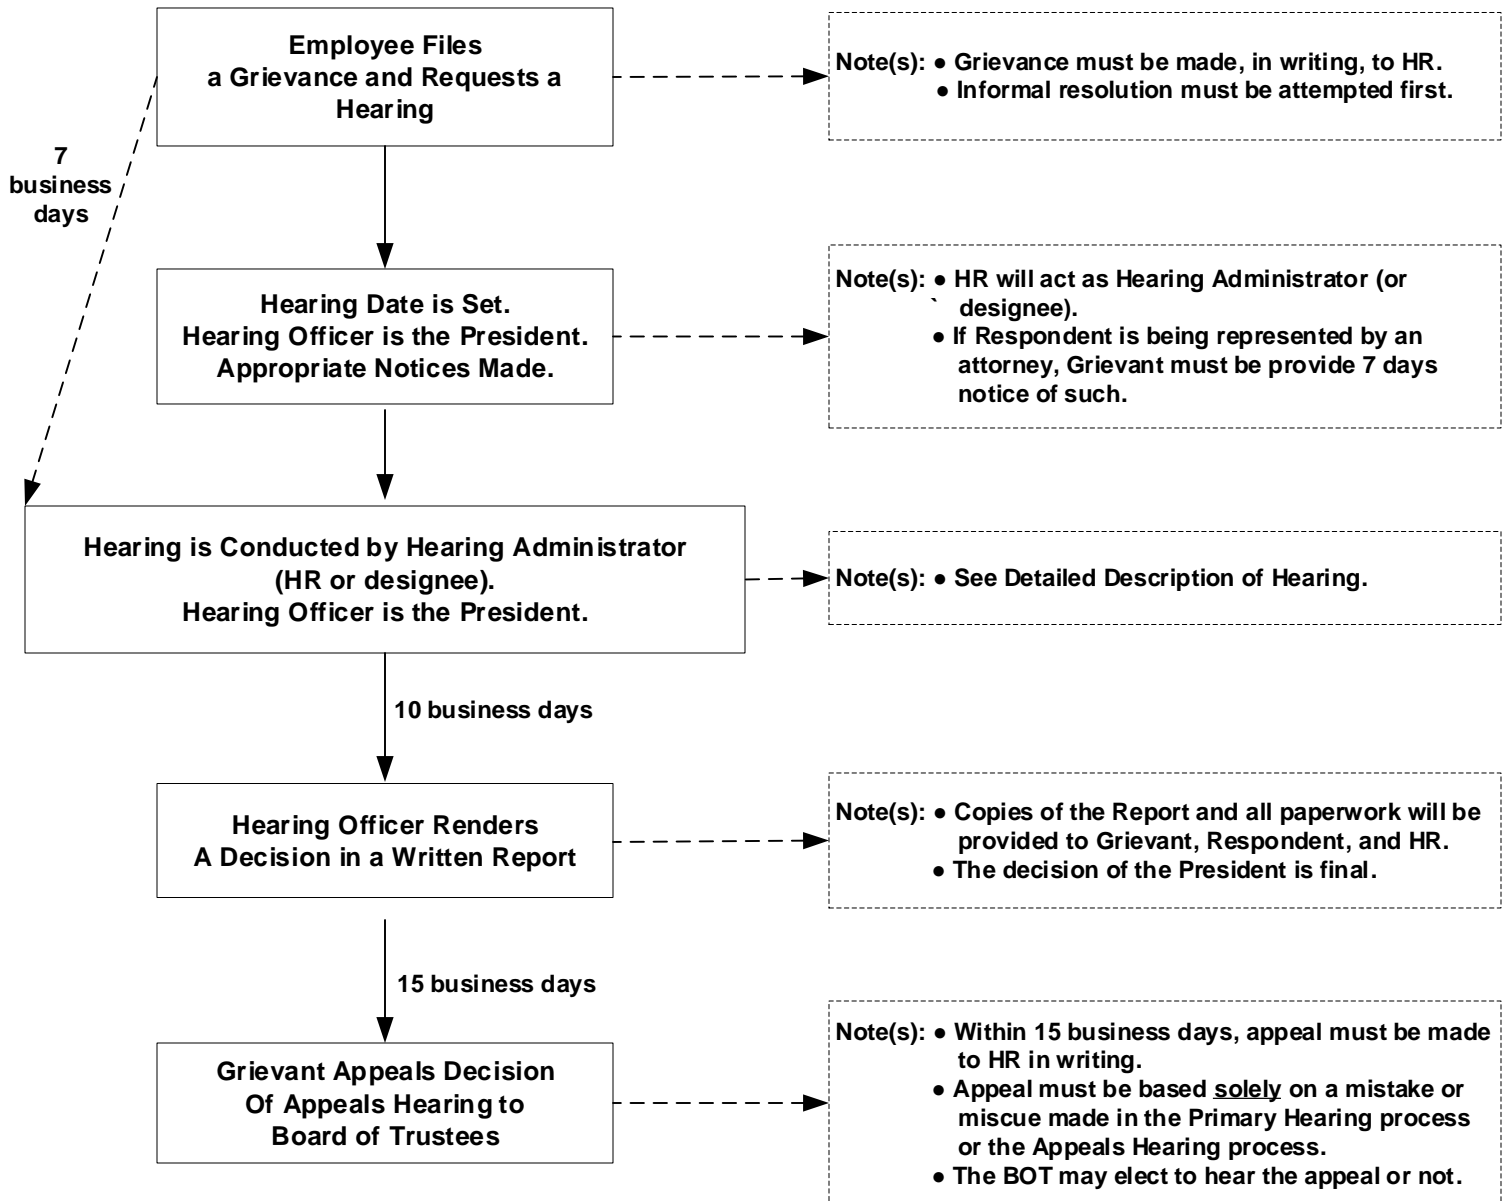 Employee Files
a Grievance and Requests a
Hearing
Note(s): ● Grievance must be made, in writing, to HR.
● Informal resolution must be attempted first.
7
business
days
Hearing Date is Set.
Hearing Officer is the President.
Appropriate Notices Made.
Note(s): ● HR will act as Hearing Administrator (or
` designee).
● If Respondent is being represented by an
attorney, Grievant must be provide 7 days
notice of such.
Hearing is Conducted by Hearing Administrator
(HR or designee).
Hearing Officer is the President.
Note(s): ● See Detailed Description of Hearing.
10 business days
Hearing Officer Renders
A Decision in a Written Report
Note(s): ● Copies of the Report and all paperwork will be
provided to Grievant, Respondent, and HR.
● The decision of the President is final.
15 business days
Grievant Appeals Decision
Of Appeals Hearing to
Board of Trustees
Note(s): ● Within 15 business days, appeal must be made
to HR in writing.
● Appeal must be based solely on a mistake or
miscue made in the Primary Hearing process
or the Appeals Hearing process.
● The BOT may elect to hear the appeal or not.